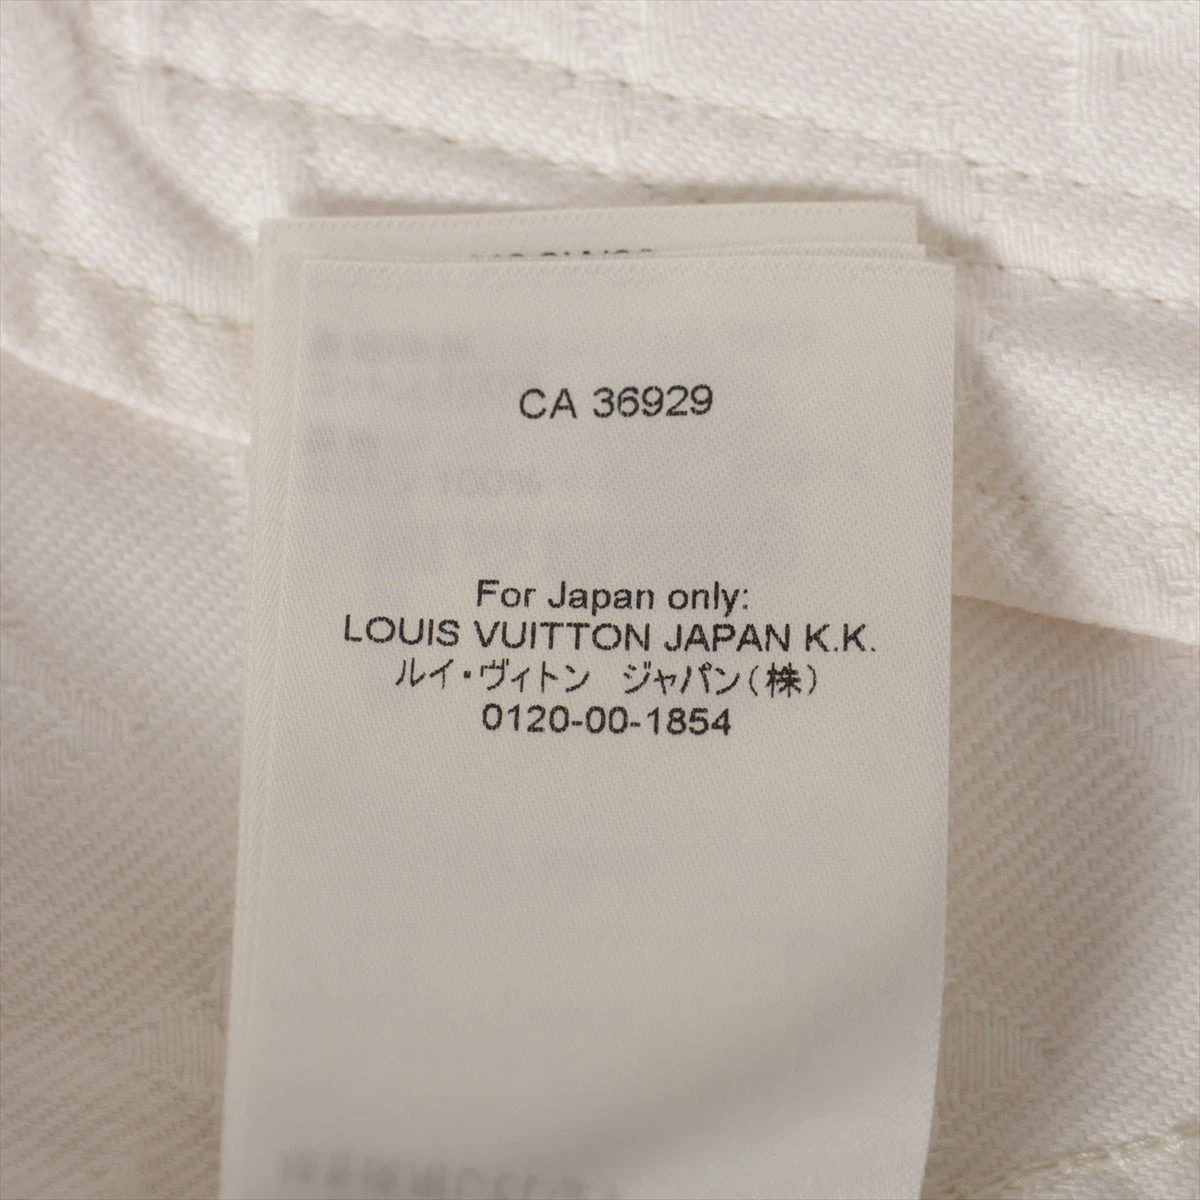 CA 36929
100%
For Japan only:
LOUIS VUITTON JAPAN K.K.
ルイ・ヴィトン　ジャパン(株)
0120-00-1854